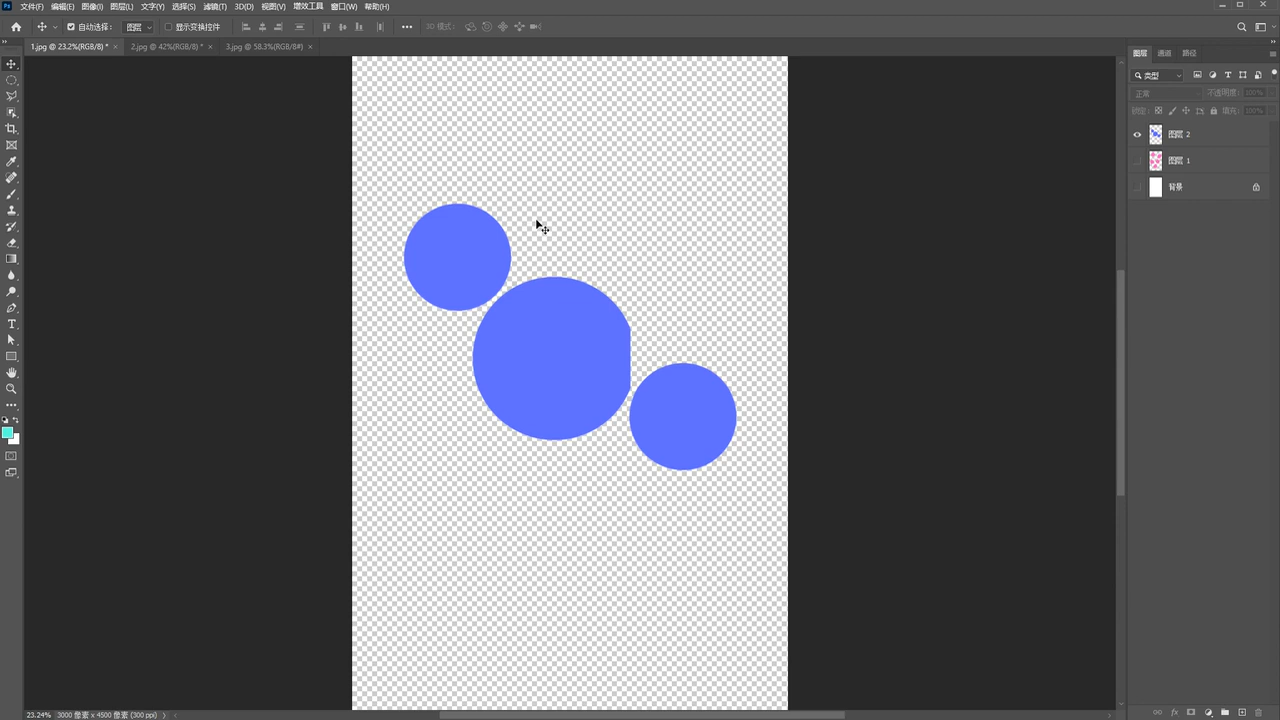 Ps 文件(F) 编辑(E) 图像(I) 图层(L) 文字(Y) 选择(S) 滤镜(T) 3D(D) 视图(V) 增效工具 窗口(W) 帮助(H)
自动选择: 图层 显示变换控件 3D 模式:
1.jpg @ 23.2%(RGB/8) * × 2.jpg @ 42%(RGB/8) * × 3.jpg @ 58.3%(RGB/8#) ×
图层 通道 路径
类型
正常 不透明度: 100%
锁定: 填充: 100%
图层 2
图层 1
背景
23.24% 3000 像素 x 4500 像素 (300 ppi)